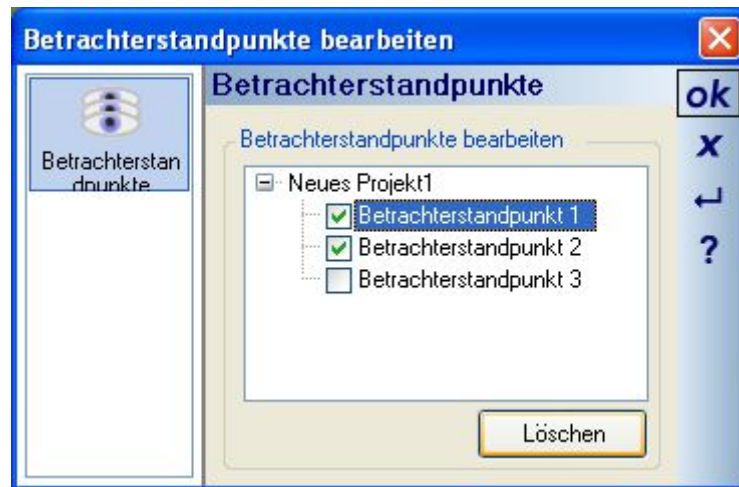 Betrachterstandpunkte bearbeiten
Betrachterstan
dpunkte
Betrachterstandpunkte
Betrachterstandpunkte bearbeiten
Neues Projekt1
Betrachterstandpunkt 1
Betrachterstandpunkt 2
Betrachterstandpunkt 3
Löschen
ok
x
?